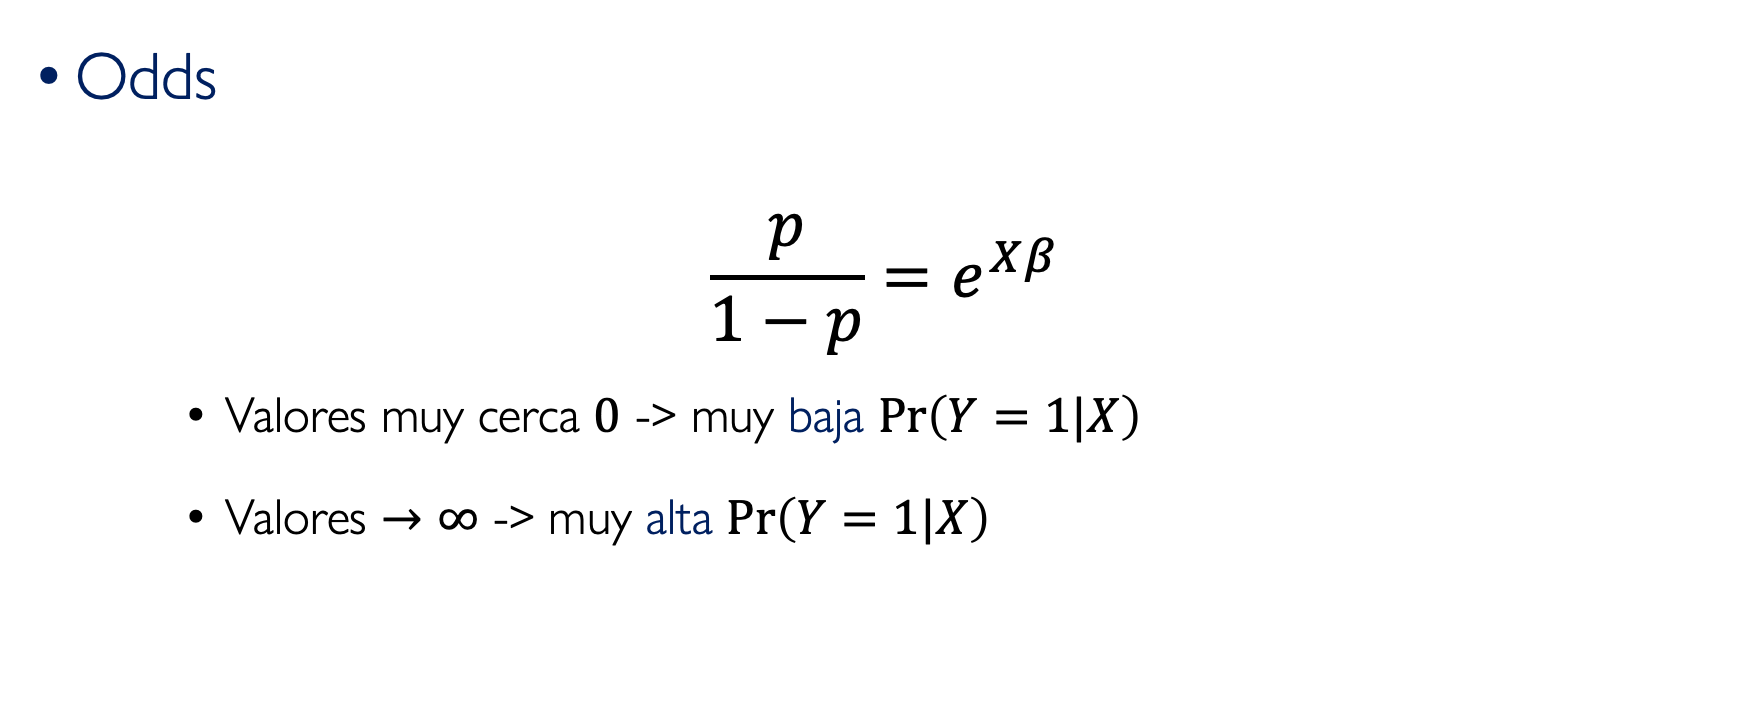 • Odds
p / (1 − p) = e^{Xβ}
• Valores muy cerca 0 -> muy baja Pr(Y = 1|X)
• Valores → ∞ -> muy alta Pr(Y = 1|X)